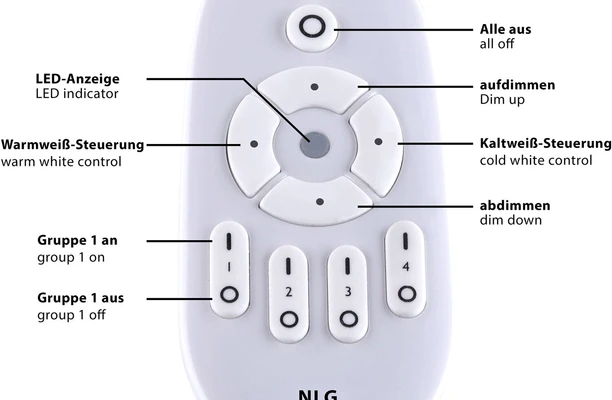 Alle aus
all off
LED-Anzeige
LED indicator
aufdimmen
Dim up
Warmweiß-Steuerung
warm white control
Kaltweiß-Steuerung
cold white control
abdimmen
dim down
Gruppe 1 an
group 1 on
Gruppe 1 aus
group 1 off
1
2
3
4
NLG